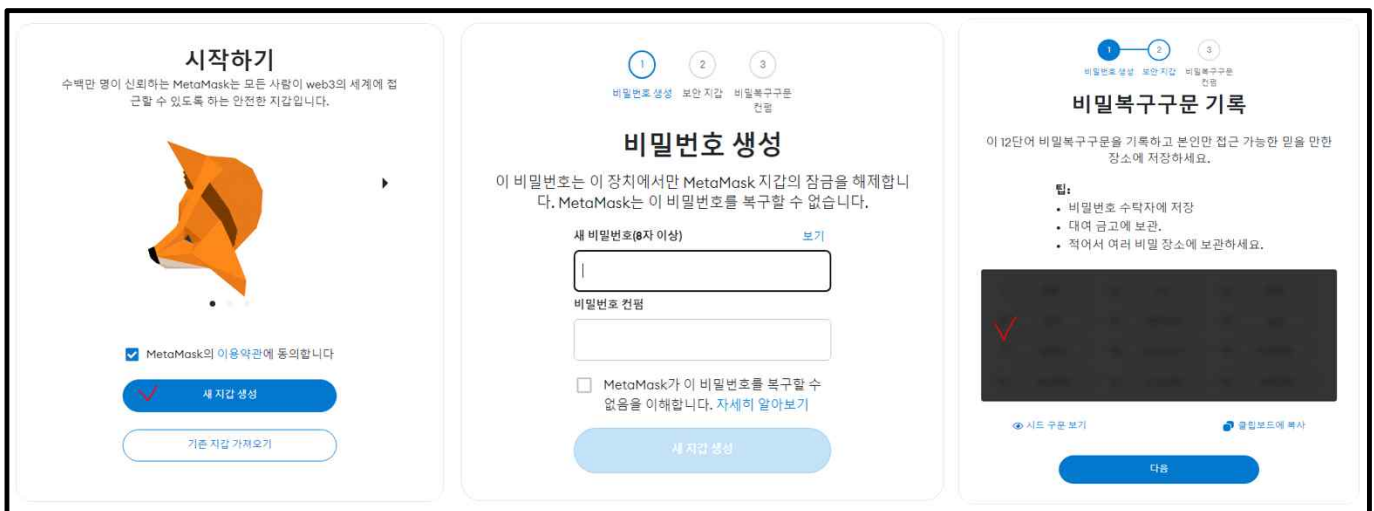 시작하기
수백만 명이 신뢰하는 MetaMask는 모든 사람이 web3의 세계에 접
근할 수 있도록 하는 안전한 지갑입니다.
MetaMask의 이용약관에 동의합니다
새 지갑 생성
기존 지갑 가져오기
1 2 3
비밀번호 생성 보안 지갑 비밀복구구문
컨펌
비밀번호 생성
이 비밀번호는 이 장치에서만 MetaMask 지갑의 잠금을 해제합니
다. MetaMask는 이 비밀번호를 복구할 수 없습니다.
새 비밀번호(8자 이상) 보기
비밀번호 컨펌
MetaMask가 이 비밀번호를 복구할 수
없음을 이해합니다. 자세히 알아보기
새 지갑 생성
1 2 3
비밀번호 생성 보안 지갑 비밀복구구문
컨펌
비밀복구구문 기록
이 12단어 비밀복구구문을 기록하고 본인만 접근 가능한 믿을 만한
장소에 저장하세요.
팁:
• 비밀번호 수탁자에 저장
• 대여 금고에 보관.
• 적어서 여러 비밀 장소에 보관하세요.
시드 구문 보기 클립보드에 복사
다음